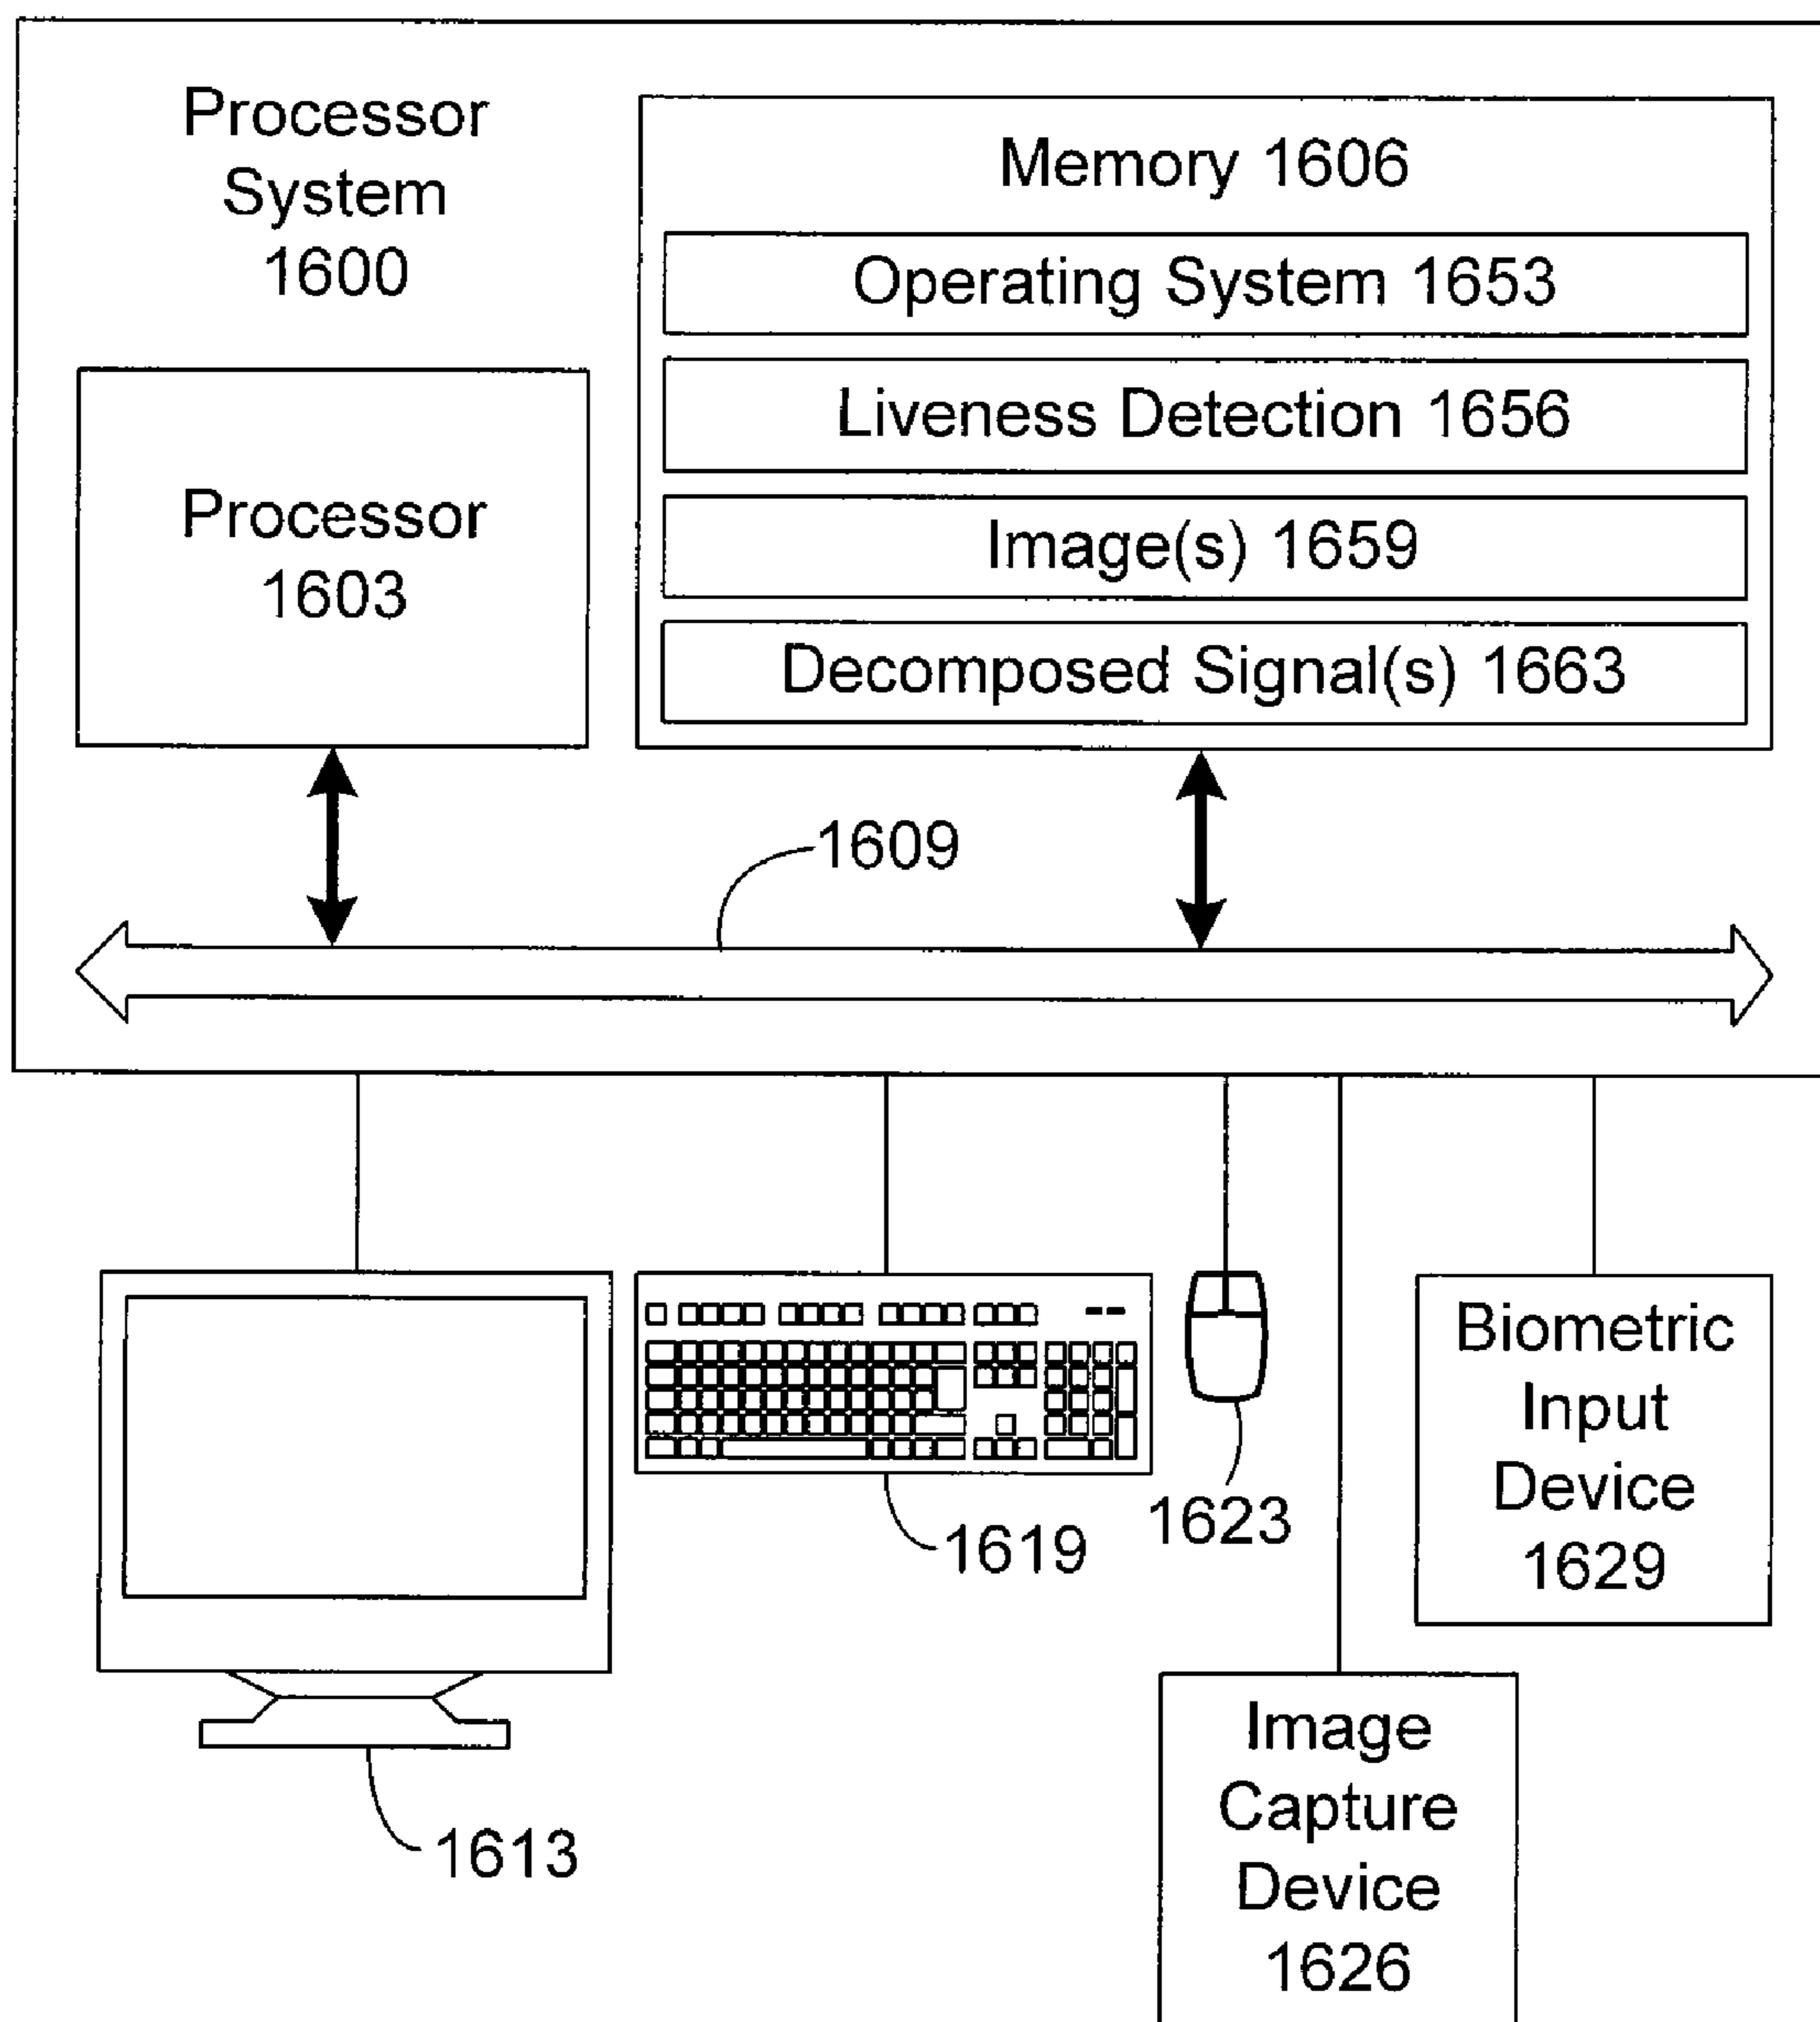 Processor
System
1600
Memory 1606
Operating System 1653
Liveness Detection 1656
Image(s) 1659
Decomposed Signal(s) 1663
Processor
1603
1609
Biometric
Input
Device
1629
1623
1619
Image
Capture
Device
1626
1613